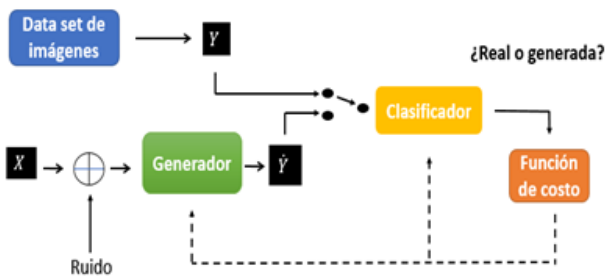 Data set de
imágenes
Y
¿Real o generada?
Clasificador
X
Generador
Ẏ
Función
de costo
Ruido